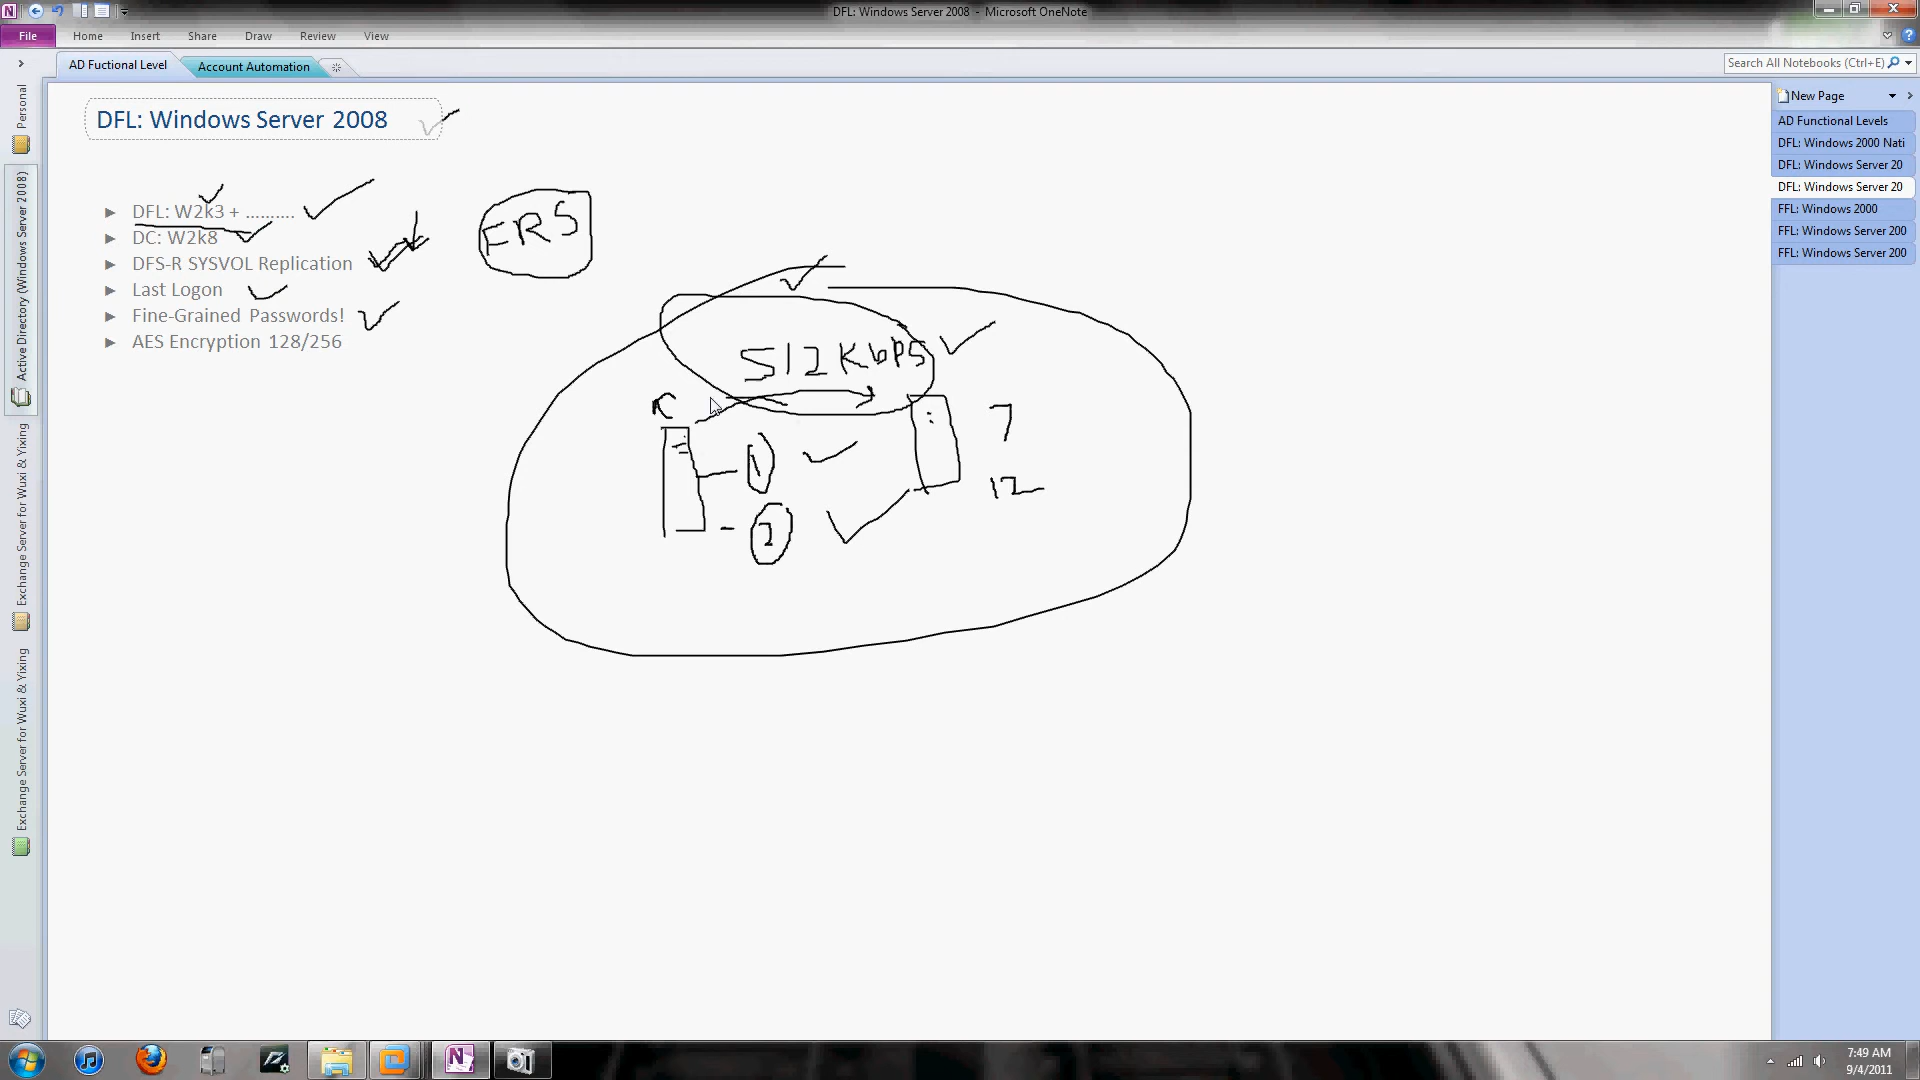 DFL: Windows Server 2008 - Microsoft OneNote
File Home Insert Share Draw Review View
AD Fuctional Level Account Automation
Search All Notebooks (Ctrl+E)
Personal
Active Directory (Windows Server 2008)
Exchange Server for Wuxi & Yixing
Exchange Server for Wuxi & Yixing
DFL: Windows Server 2008
DFL: W2k3 + ..........
DC: W2k8
DFS-R SYSVOL Replication
Last Logon
Fine-Grained Passwords!
AES Encryption 128/256
FRS
512Kbps
1
2
7
12
New Page
AD Functional Levels
DFL: Windows 2000 Nati
DFL: Windows Server 20
DFL: Windows Server 20
FFL: Windows 2000
FFL: Windows Server 200
FFL: Windows Server 200
7:49 AM
9/4/2011